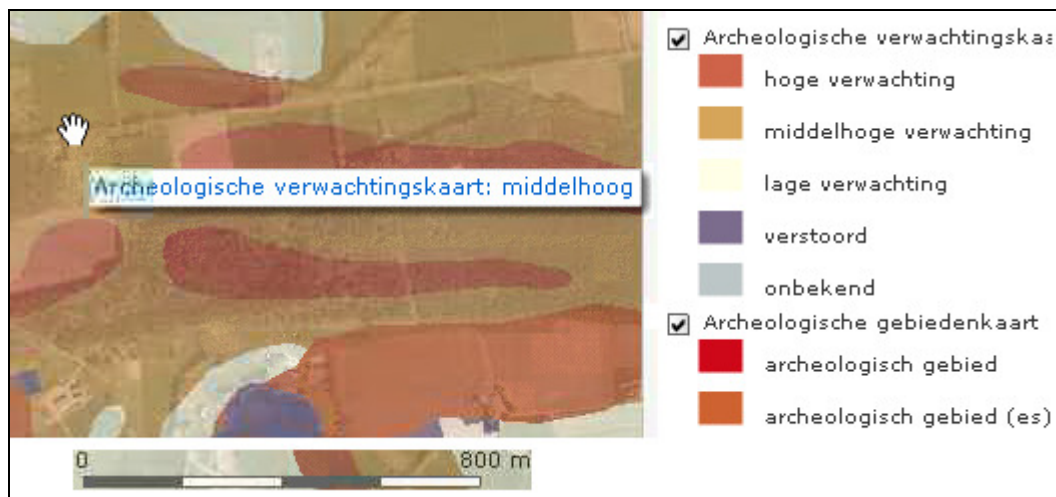 Archeologische verwachtingskaa
hoge verwachting
middelhoge verwachting
lage verwachting
verstoord
onbekend
Archeologische gebiedenkaart
archeologisch gebied
archeologisch gebied (es)
Archeologische verwachtingskaart: middelhoog
0 800 m